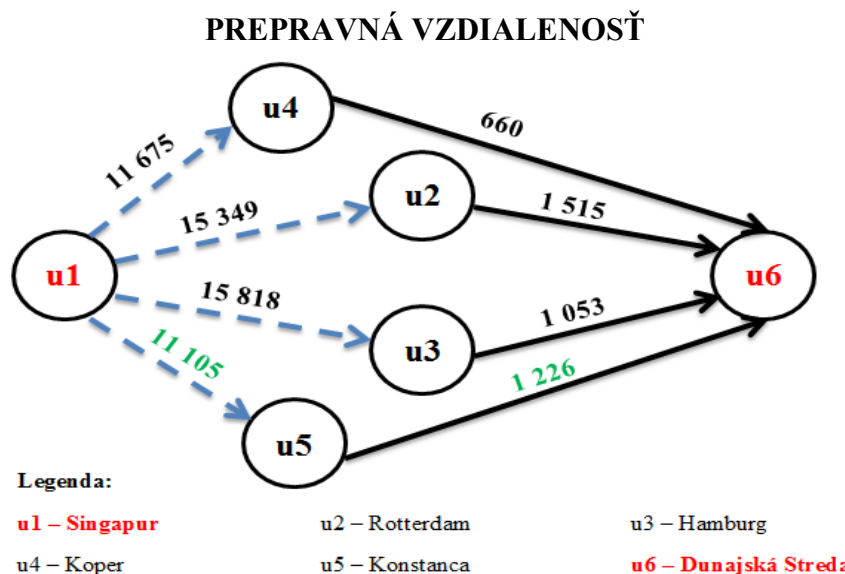 PREPRAVNÁ VZDIALENOSŤ
u4
660
11 675
u2
15 349
1 515
u1
u6
15 818
1 053
u3
11 105
1 226
u5
Legenda:
u1 – Singapur u2 – Rotterdam u3 – Hamburg
u4 – Koper u5 – Konstanca u6 – Dunajská Streda